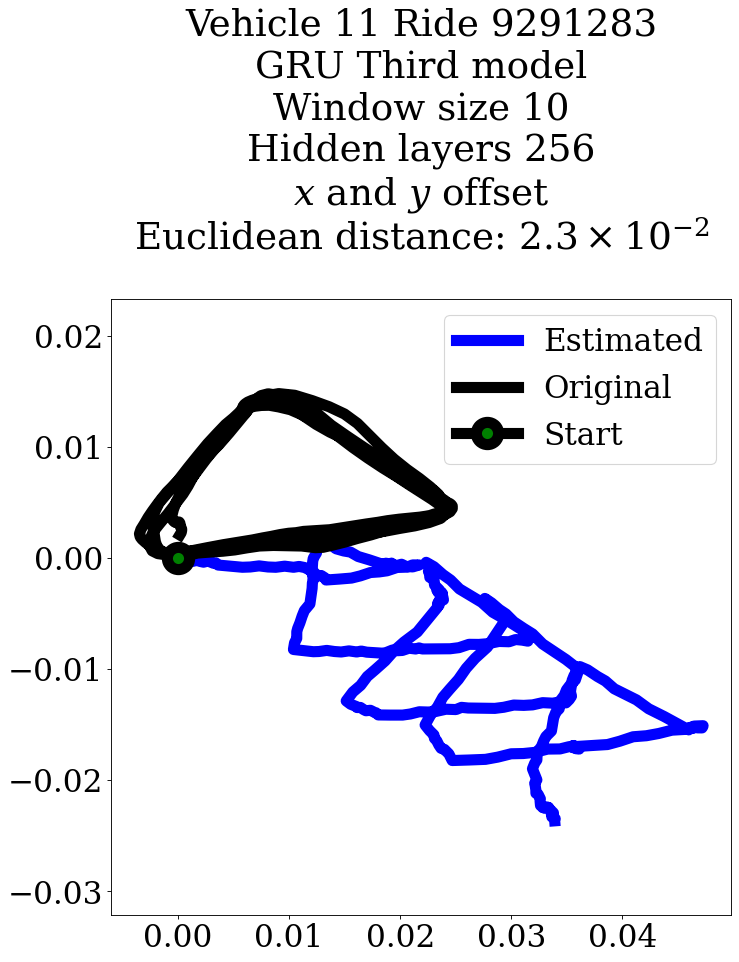 Vehicle 11 Ride 9291283
GRU Third model
Window size 10
Hidden layers 256
x and y offset
Euclidean distance: 2.3 × 10⁻²
Estimated
Original
Start
0.02
0.01
0.00
−0.01
−0.02
−0.03
0.00 0.01 0.02 0.03 0.04